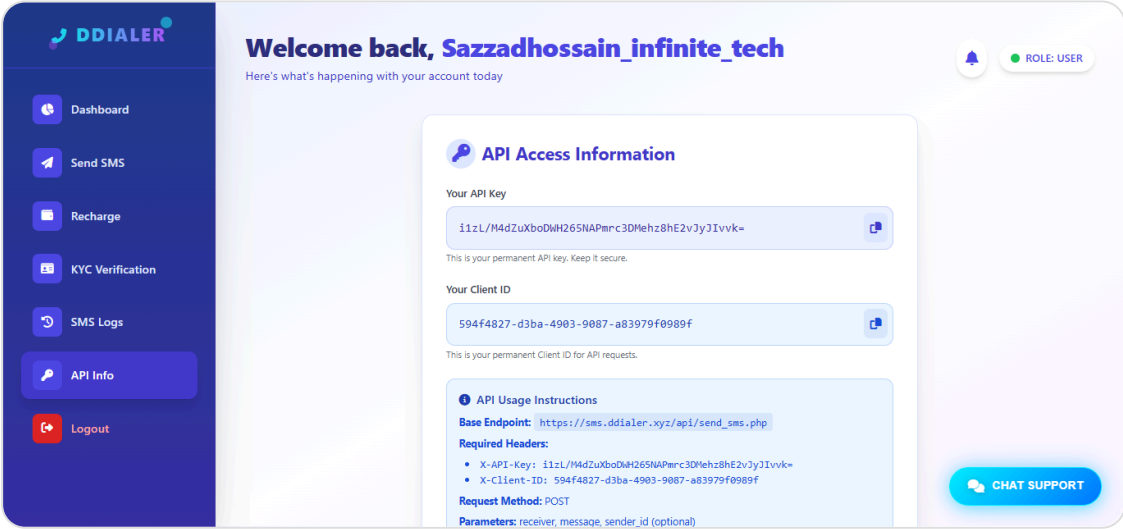 DDIALER
Dashboard
Send SMS
Recharge
KYC Verification
SMS Logs
API Info
Logout
Welcome back, Sazzadhossain_infinite_tech
Here's what's happening with your account today
ROLE: USER
API Access Information
Your API Key
i1zL/M4dZuXboDWH265NAPmrc3DMehz8hE2vJyJIvvk=
This is your permanent API key. Keep it secure.
Your Client ID
594f4827-d3ba-4903-9087-a83979f0989f
This is your permanent Client ID for API requests.
API Usage Instructions
Base Endpoint: https://sms.ddialer.xyz/api/send_sms.php
Required Headers:
X-API-Key: i1zL/M4dZuXboDWH265NAPmrc3DMehz8hE2vJyJIvvk=
X-Client-ID: 594f4827-d3ba-4903-9087-a83979f0989f
Request Method: POST
Parameters: receiver, message, sender_id (optional)
CHAT SUPPORT